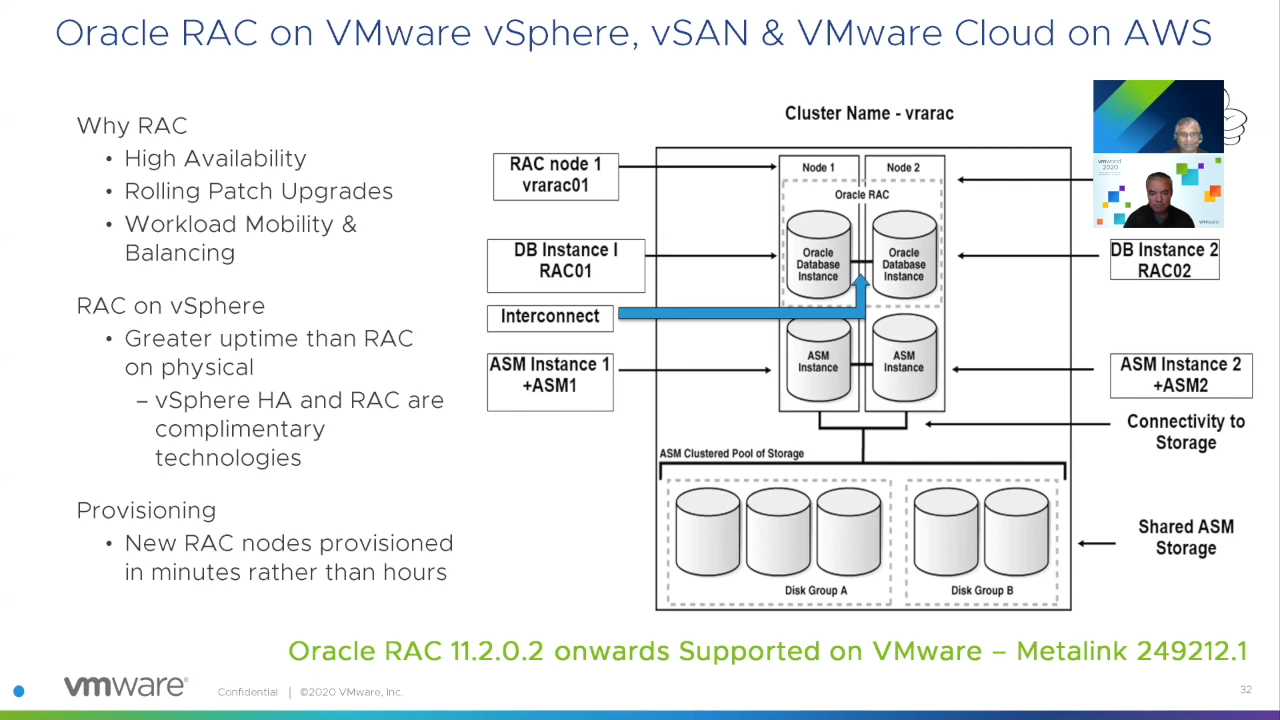 Oracle RAC on VMware vSphere, vSAN & VMware Cloud on AWS
Why RAC
• High Availability
• Rolling Patch Upgrades
• Workload Mobility &
Balancing
RAC on vSphere
• Greater uptime than RAC
on physical
– vSphere HA and RAC are
complimentary
technologies
Provisioning
• New RAC nodes provisioned
in minutes rather than hours
Cluster Name - vrarac
RAC node 1
vrarac01
DB Instance I
RAC01
Interconnect
ASM Instance 1
+ASM1
Node 1
Node 2
Oracle RAC
Oracle
Database
Instance
Oracle
Database
Instance
ASM
Instance
ASM
Instance
ASM Clustered Pool of Storage
Disk Group A
Disk Group B
vmworld
2020
vmware
DB Instance 2
RAC02
ASM Instance 2
+ASM2
Connectivity to
Storage
Shared ASM
Storage
Oracle RAC 11.2.0.2 onwards Supported on VMware – Metalink 249212.1
vmware®
Confidential | ©2020 VMware, Inc.
32